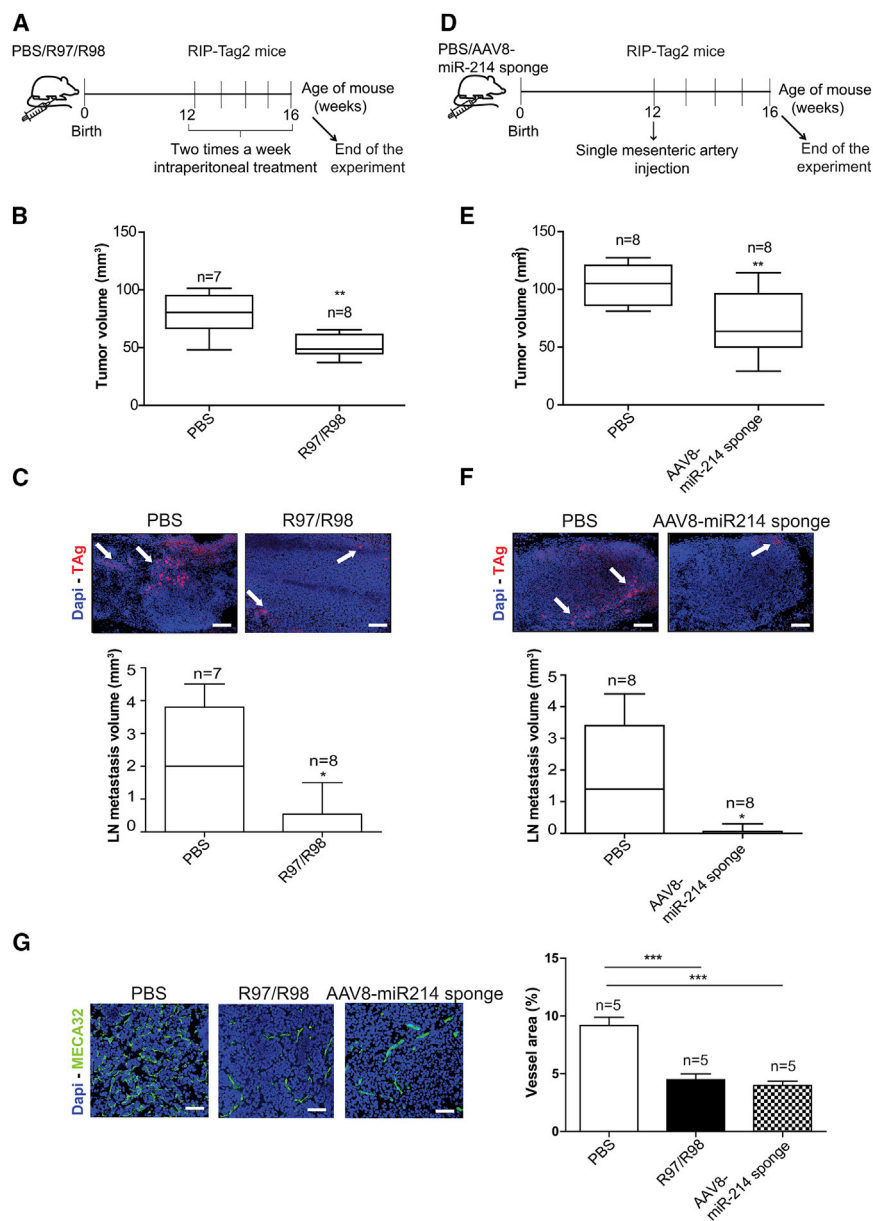 A
PBS/R97/R98
RIP-Tag2 mice
0
12
16
Age of mouse
(weeks)
Birth
Two times a week
intraperitoneal treatment
End of the
experiment
D
PBS/AAV8-
miR-214 sponge
RIP-Tag2 mice
0
12
16
Age of mouse
(weeks)
Birth
Single mesenteric artery
injection
End of the
experiment
B
Tumor volume (mm³)
150
100
50
0
n=7
**
n=8
PBS
R97/R98
E
Tumor volume (mm³)
150
100
50
0
n=8
n=8
**
PBS
AAV8-
miR-214 sponge
C
PBS
R97/R98
Dapi - TAg
LN metastasis volume (mm³)
5
4
3
2
1
0
n=7
n=8
*
PBS
R97/R98
F
PBS
AAV8-miR214 sponge
Dapi - TAg
LN metastasis volume (mm³)
5
4
3
2
1
0
n=8
n=8
*
PBS
AAV8-
miR-214 sponge
G
PBS
R97/R98
AAV8-miR214 sponge
Dapi - MECA32
Vessel area (%)
15
10
5
0
***
***
n=5
n=5
n=5
PBS
R97/R98
AAV8-
miR-214 sponge